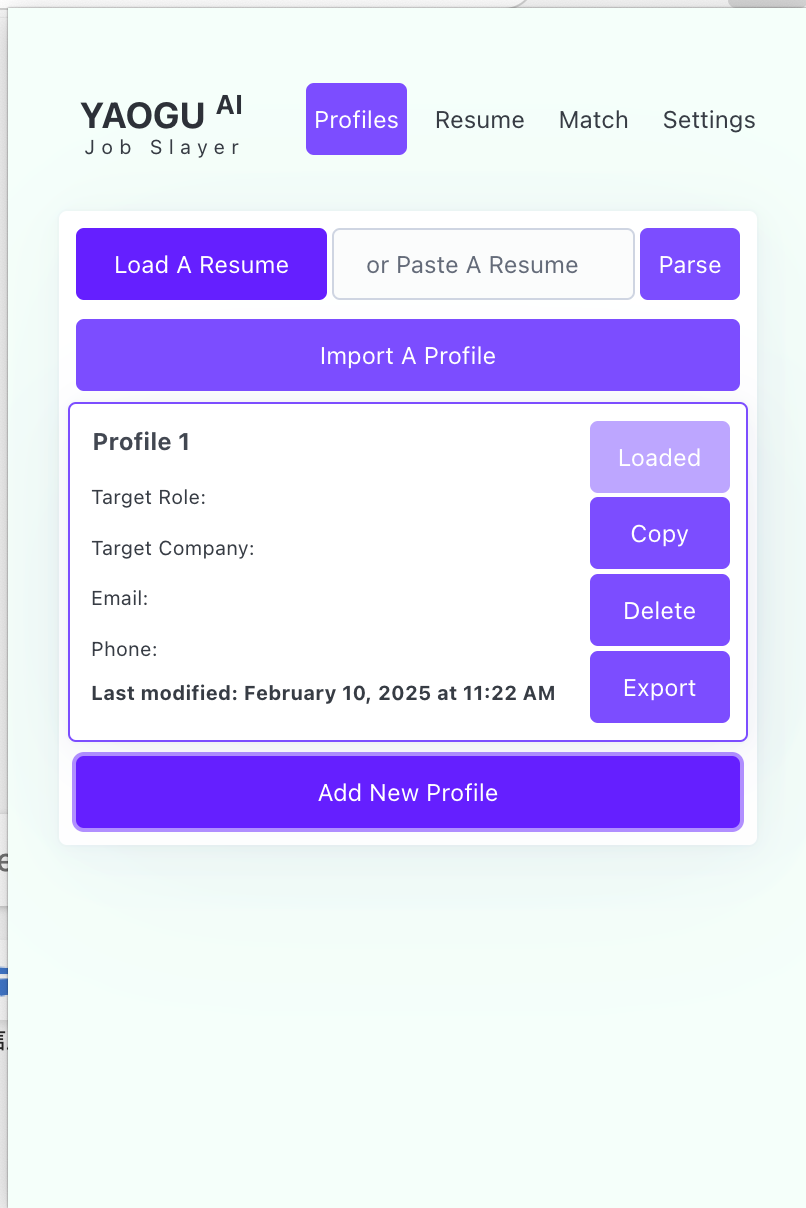 YAOGU AI
Job Slayer
Profiles Resume Match Settings
Load A Resume
or Paste A Resume
Parse
Import A Profile
Profile 1
Target Role:
Target Company:
Email:
Phone:
Last modified: February 10, 2025 at 11:22 AM
Loaded
Copy
Delete
Export
Add New Profile